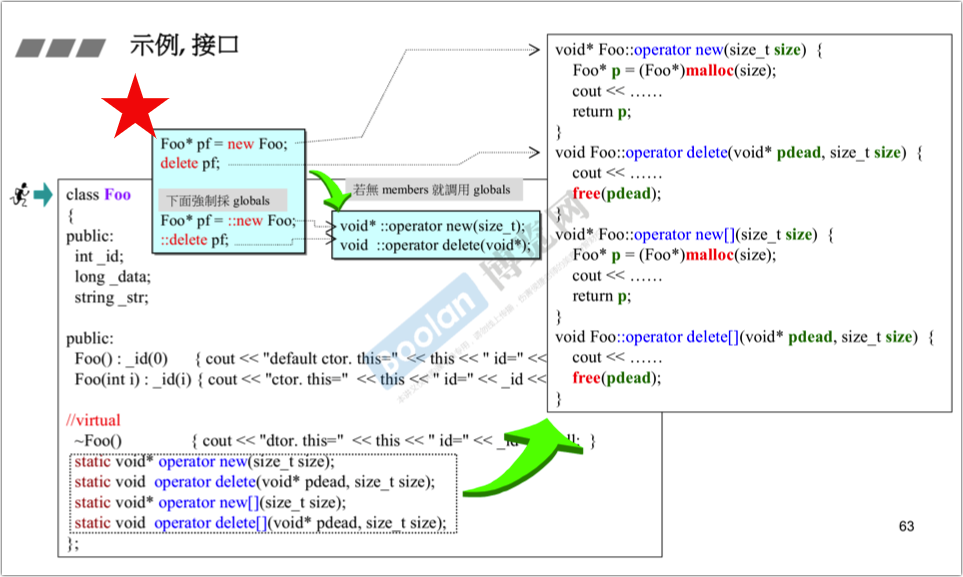 示例, 接口
Foo* pf = new Foo;
delete pf;
下面強制採 globals
Foo* pf = ::new Foo;
::delete pf;
若無 members 就調用 globals
void* ::operator new(size_t);
void ::operator delete(void*);
class Foo
{
public:
int _id;
long _data;
string _str;
public:
Foo() : _id(0) { cout << "default ctor. this=" << this << " id=" <<
Foo(int i) : _id(i) { cout << "ctor. this=" << this << " id=" << _id <<
//virtual
~Foo() { cout << "dtor. this=" << this << " id=" << }
static void* operator new(size_t size);
static void operator delete(void* pdead, size_t size);
static void* operator new[](size_t size);
static void operator delete[](void* pdead, size_t size);
};
void* Foo::operator new(size_t size) {
Foo* p = (Foo*)malloc(size);
cout << ……
return p;
}
void Foo::operator delete(void* pdead, size_t size) {
cout << ……
free(pdead);
}
void* Foo::operator new[](size_t size) {
Foo* p = (Foo*)malloc(size);
cout << ……
return p;
}
void Foo::operator delete[](void* pdead, size_t size) {
cout << ……
free(pdead);
}
Boolan
63